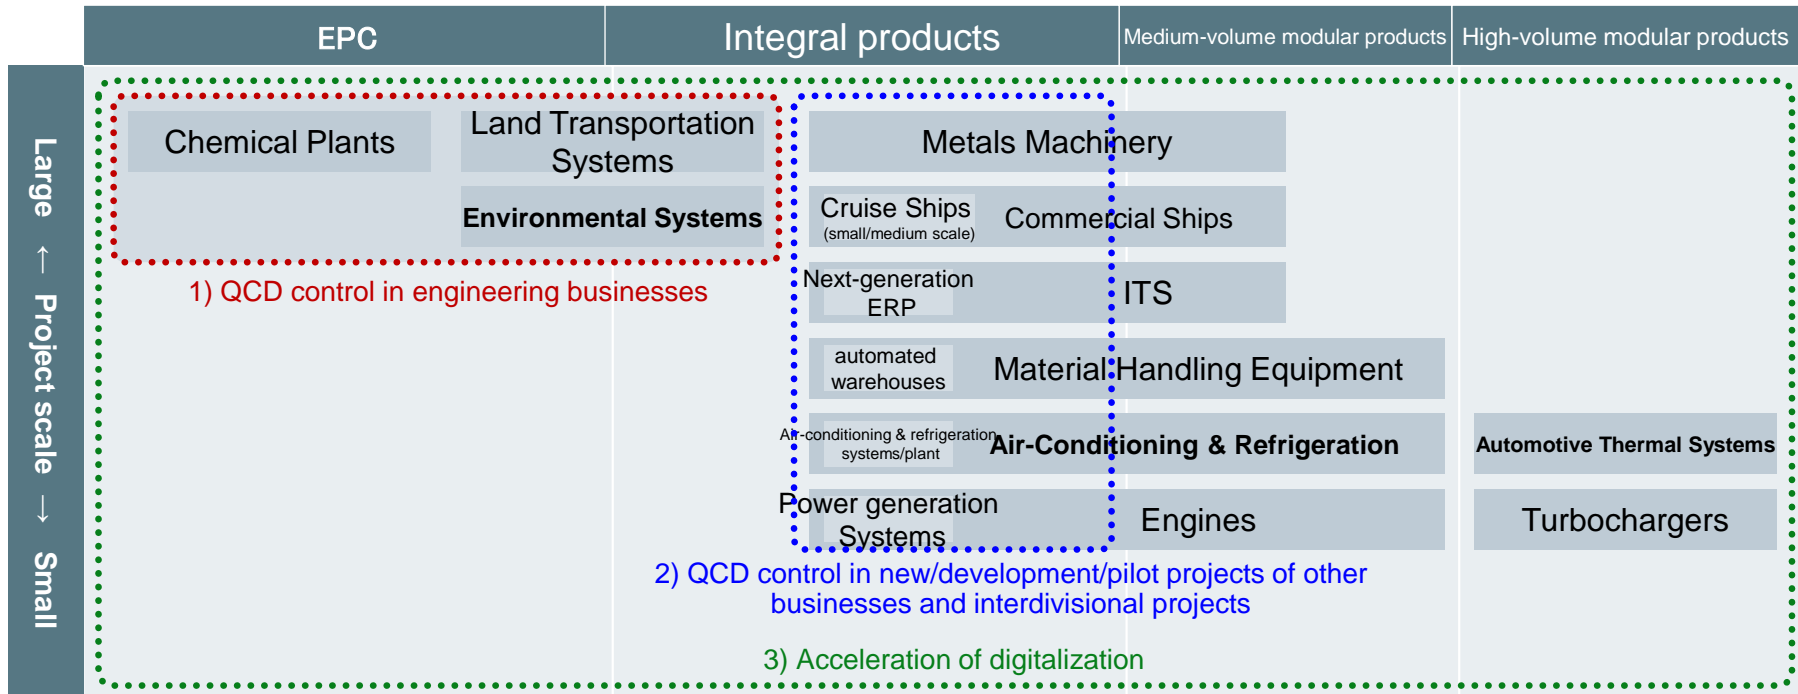 EPC
Integral products
Medium-volume modular products
High-volume modular products
Large ← Project scale → Small
Chemical Plants
Land Transportation
Systems
Environmental Systems
1) QCD control in engineering businesses
Metals Machinery
Cruise Ships
(small/medium scale)
Commercial Ships
Next-generation
ERP
ITS
automated
warehouses
Material Handling Equipment
Air-conditioning & refrigeration
systems/plant
Air-Conditioning & Refrigeration
Automotive Thermal Systems
Power generation
Systems
Engines
Turbochargers
2) QCD control in new/development/pilot projects of other
businesses and interdivisional projects
3) Acceleration of digitalization